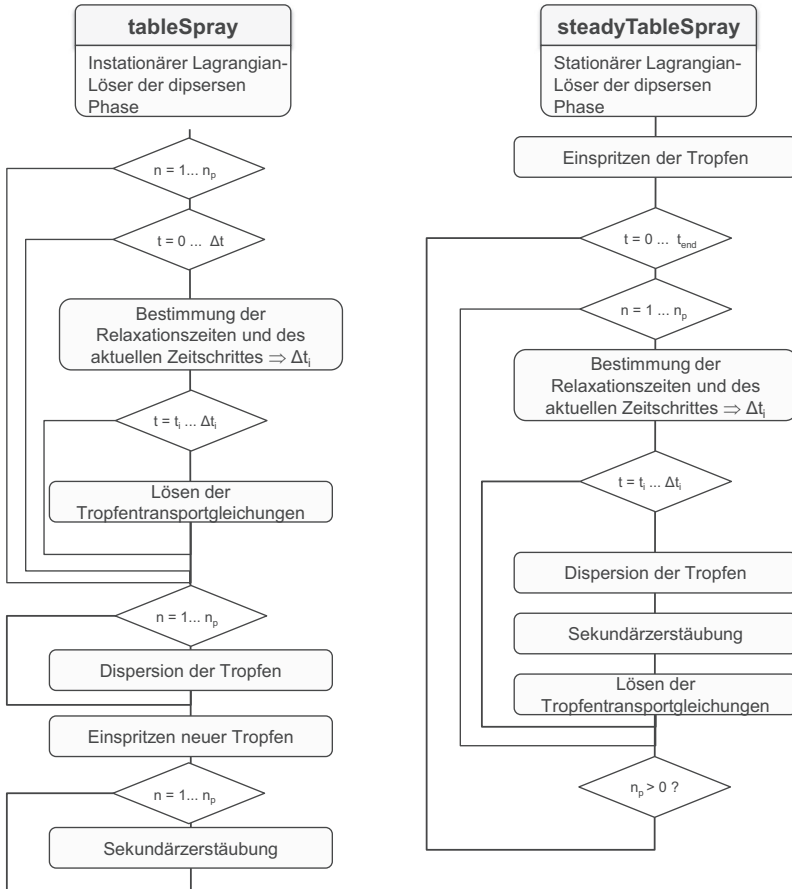 tableSpray
Instationärer Lagrangian-
Löser der dipsersen
Phase
n = 1... nₚ
t = 0 ... Δt
Bestimmung der
Relaxationszeiten und des
aktuellen Zeitschrittes ⇒ Δtᵢ
t = tᵢ ... Δtᵢ
Lösen der
Tropfentransportgleichungen
n = 1... nₚ
Dispersion der Tropfen
Einspritzen neuer Tropfen
n = 1... nₚ
Sekundärzerstäubung
steadyTableSpray
Stationärer Lagrangian-
Löser der dipsersen
Phase
Einspritzen der Tropfen
t = 0 ... t_end
n = 1 ... nₚ
Bestimmung der
Relaxationszeiten und des
aktuellen Zeitschrittes ⇒ Δtᵢ
t = tᵢ ... Δtᵢ
Dispersion der Tropfen
Sekundärzerstäubung
Lösen der
Tropfentransportgleichungen
nₚ > 0 ?